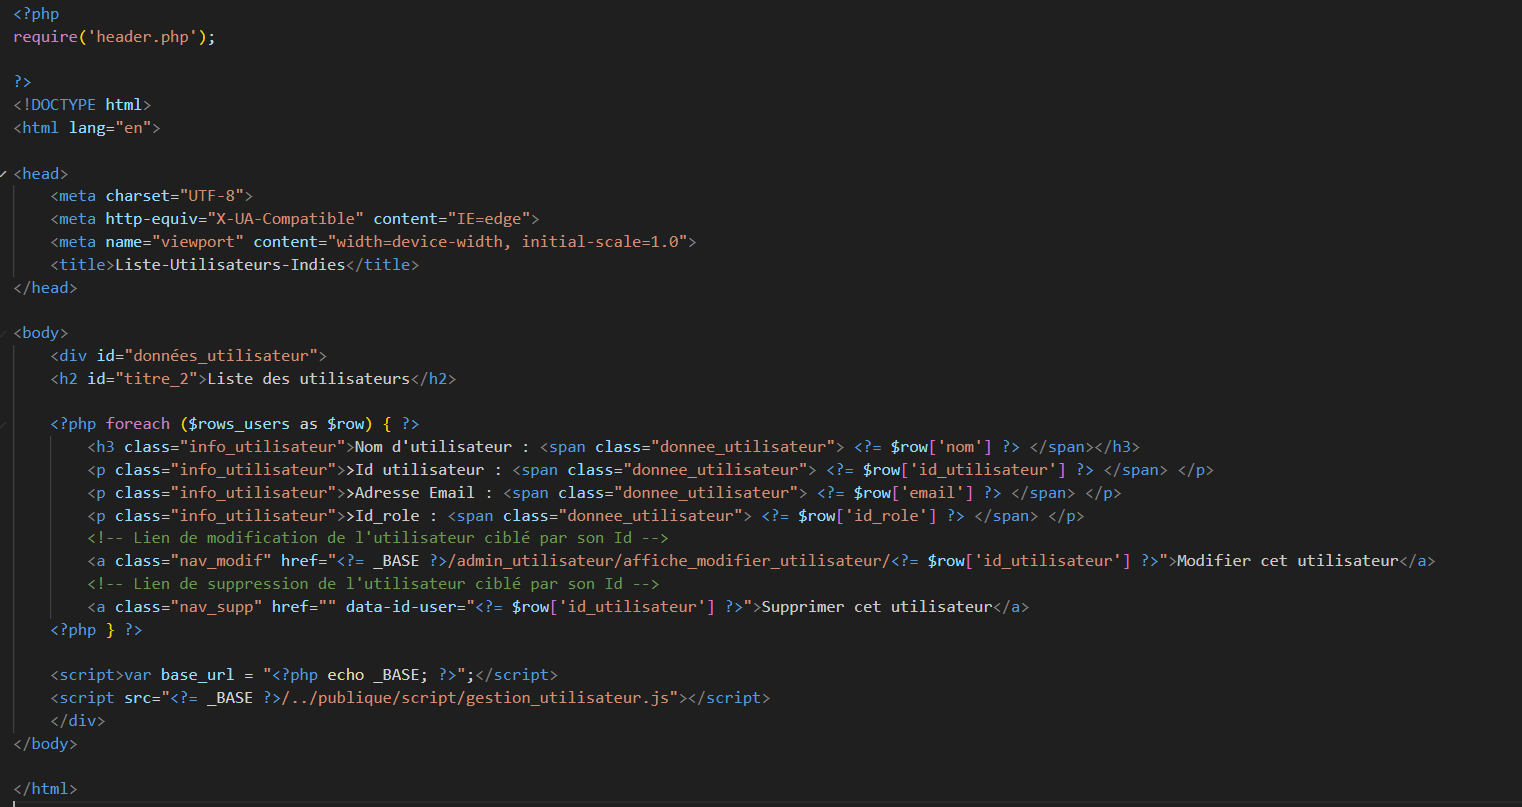 <?php
require('header.php');
?>
<!DOCTYPE html>
<html lang="en">
<head>
<meta charset="UTF-8">
<meta http-equiv="X-UA-Compatible" content="IE=edge">
<meta name="viewport" content="width=device-width, initial-scale=1.0">
<title>Liste-Utilisateurs-Indies</title>
</head>
<body>
<div id="données_utilisateur">
<h2 id="titre_2">Liste des utilisateurs</h2>
<?php foreach ($rows_users as $row) { ?>
<h3 class="info_utilisateur">Nom d'utilisateur : <span class="donnee_utilisateur"> <?= $row['nom'] ?> </span></h3>
<p class="info_utilisateur">>Id utilisateur : <span class="donnee_utilisateur"> <?= $row['id_utilisateur'] ?> </span> </p>
<p class="info_utilisateur">>Adresse Email : <span class="donnee_utilisateur"> <?= $row['email'] ?> </span> </p>
<p class="info_utilisateur">>Id_role : <span class="donnee_utilisateur"> <?= $row['id_role'] ?> </span> </p>
<!-- Lien de modification de l'utilisateur ciblé par son Id -->
<a class="nav_modif" href="<?= _BASE ?>/admin_utilisateur/affiche_modifier_utilisateur/<?= $row['id_utilisateur'] ?>">Modifier cet utilisateur</a>
<!-- Lien de suppression de l'utilisateur ciblé par son Id -->
<a class="nav_supp" href="" data-id-user="<?= $row['id_utilisateur'] ?>">Supprimer cet utilisateur</a>
<?php } ?>
<script>var base_url = "<?php echo _BASE; ?>";</script>
<script src="<?= _BASE ?>/../publique/script/gestion_utilisateur.js"></script>
</div>
</body>
</html>